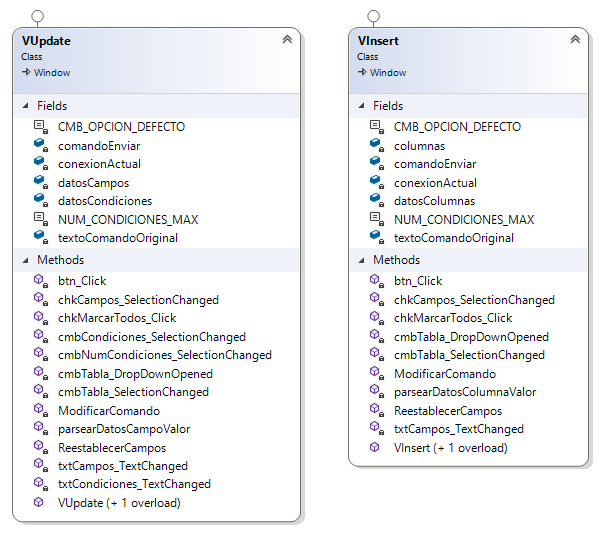 VUpdate
Class
Window
Fields
CMB_OPCION_DEFECTO
comandoEnviar
conexionActual
datosCampos
datosCondiciones
NUM_CONDICIONES_MAX
textoComandoOriginal
Methods
btn_Click
chkCampos_SelectionChanged
chkMarcarTodos_Click
cmbCondiciones_SelectionChanged
cmbNumCondiciones_SelectionChanged
cmbTabla_DropDownOpened
cmbTabla_SelectionChanged
ModificarComando
parsearDatosCampoValor
ReestablecerCampos
txtCampos_TextChanged
txtCondiciones_TextChanged
VUpdate (+ 1 overload)
VInsert
Class
Window
Fields
CMB_OPCION_DEFECTO
columnas
comandoEnviar
conexionActual
datosColumnas
NUM_CONDICIONES_MAX
textoComandoOriginal
Methods
btn_Click
chkCampos_SelectionChanged
chkMarcarTodos_Click
cmbTabla_DropDownOpened
cmbTabla_SelectionChanged
ModificarComando
parsearDatosColumnaValor
ReestablecerCampos
txtCampos_TextChanged
VInsert (+ 1 overload)